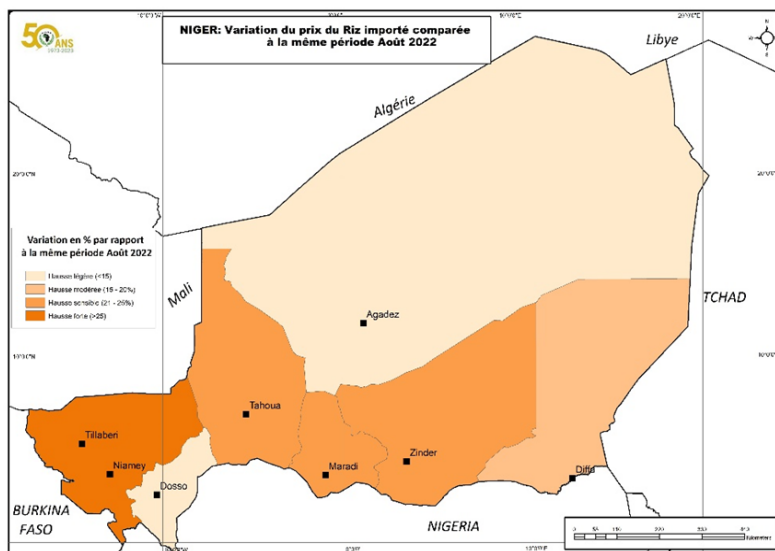 50 ANS
1973-2023
NIGER: Variation du prix du Riz importé comparée
à la même période Août 2022
Libye
Algérie
Variation en % par rapport
à la même période Août 2022
Hausse légère (<15)
Hausse modérée (15 - 20%)
Hausse sensible (21 - 25%)
Hausse forte (>25)
Mali
TCHAD
Agadez
Tahoua
Tillaberi
Zinder
Maradi
Niamey
Diffa
Dosso
BURKINA
FASO
NIGERIA